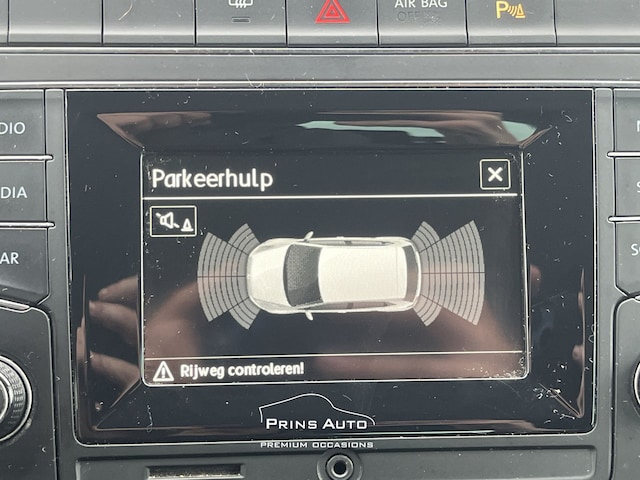 AIR BAG
OFF
P
DIO
DIA
AR
Parkeerhulp
Rijweg controleren!
PRINS AUTO
PREMIUM OCCASIONS